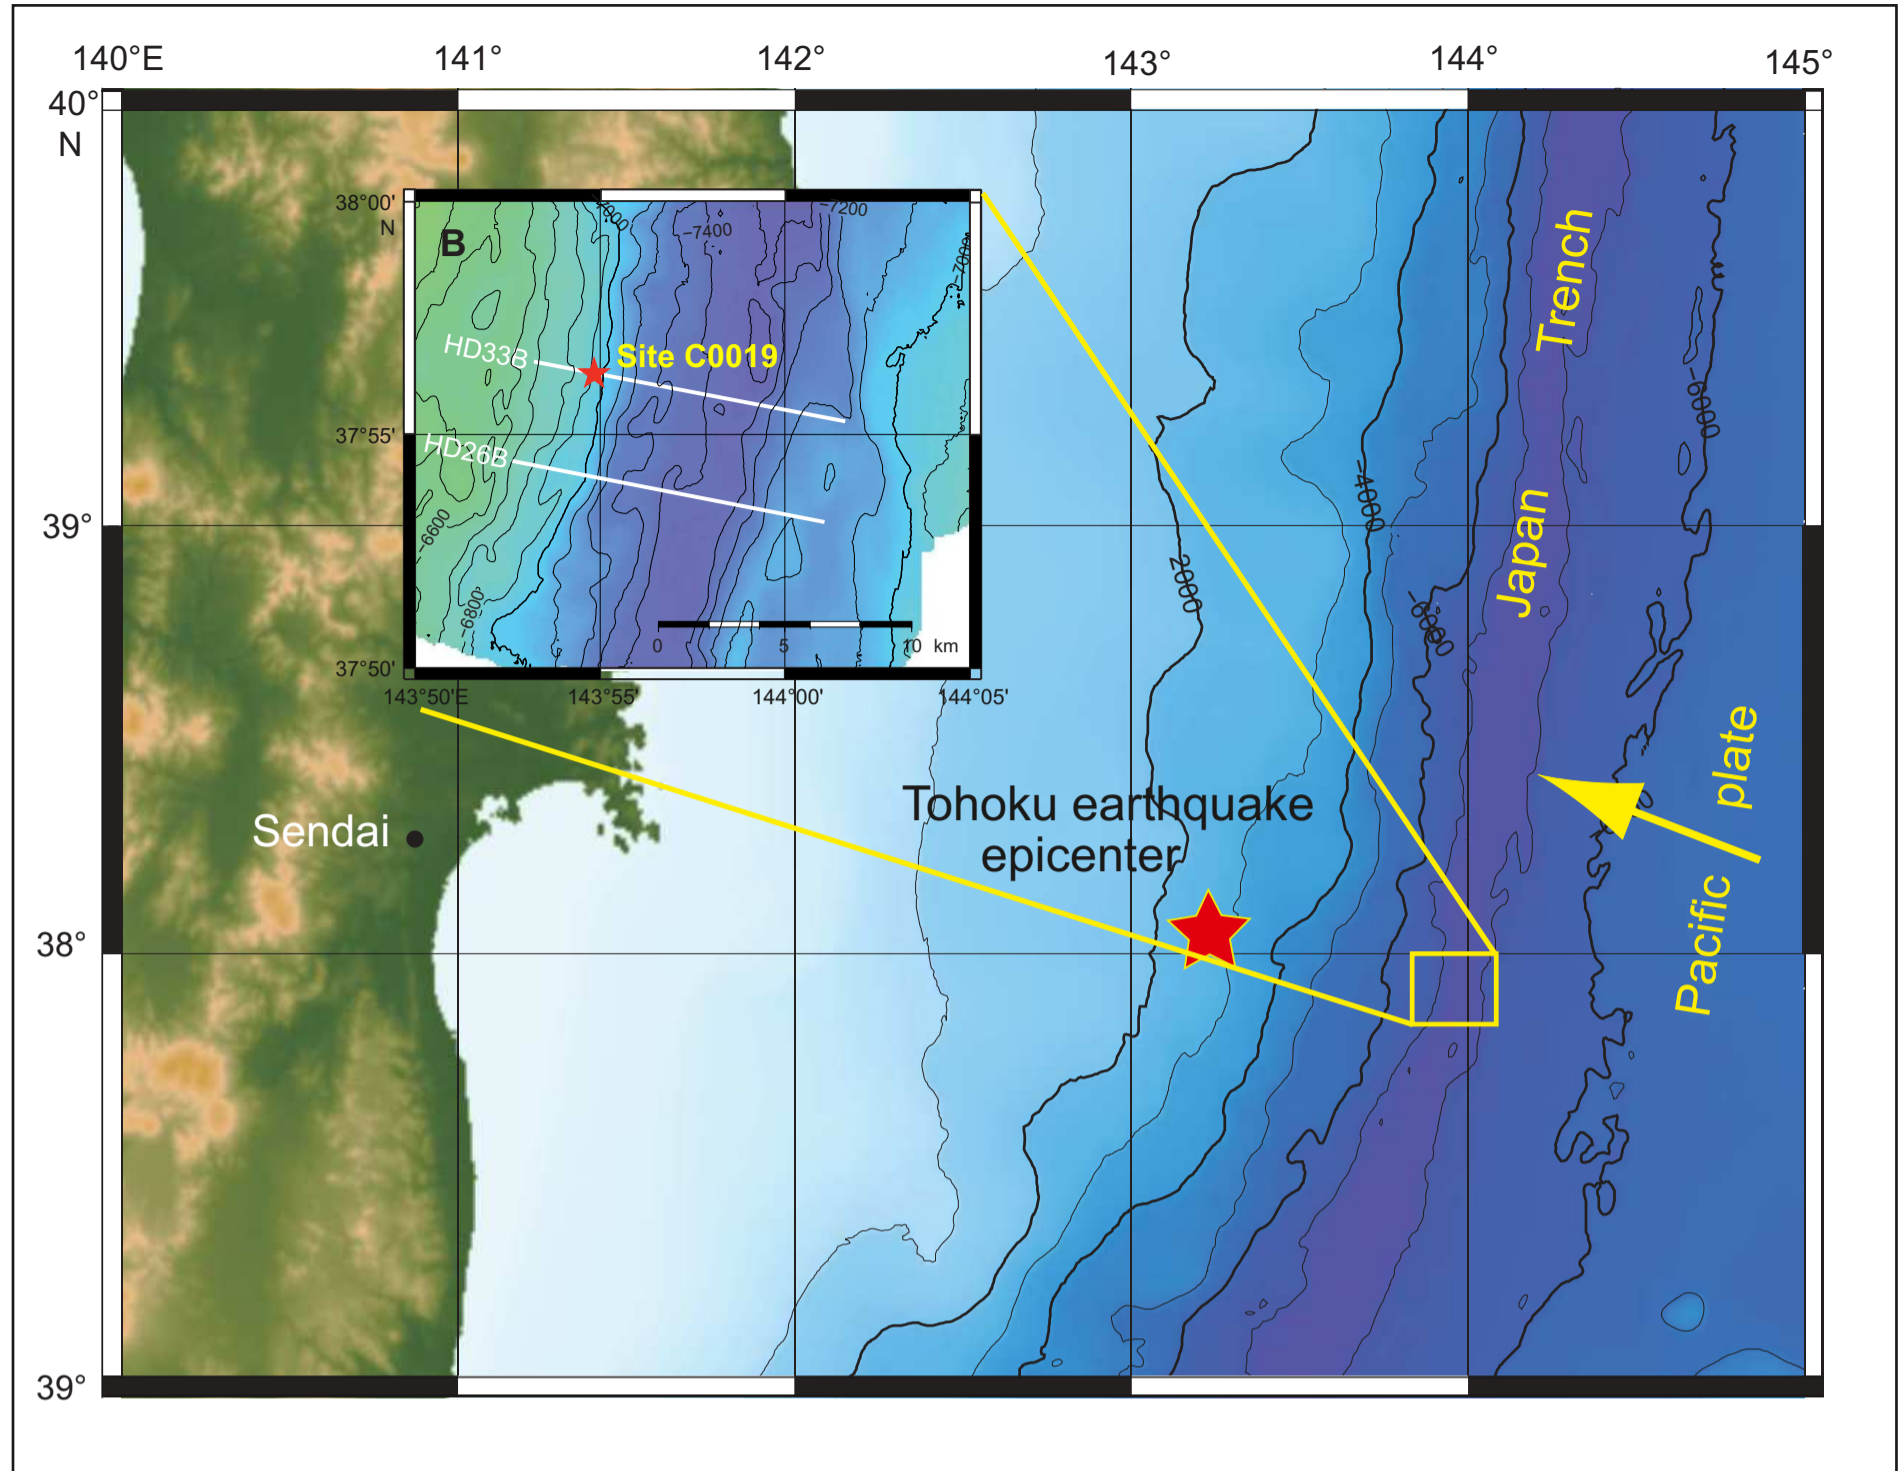 140°E
141°
142°
143°
144°
145°
40°
N
39°
38°
39°
38°00'
N
37°55'
37°50'
143°50'E
143°55'
144°00'
144°05'
B
-7000
-7400
-7200
-7000
HD33B
Site C0019
HD26B
-6600
-6800
0
5
10 km
Sendai
Tohoku earthquake
epicenter
2000
-4000
-6000
-6000
Japan Trench
Pacific plate